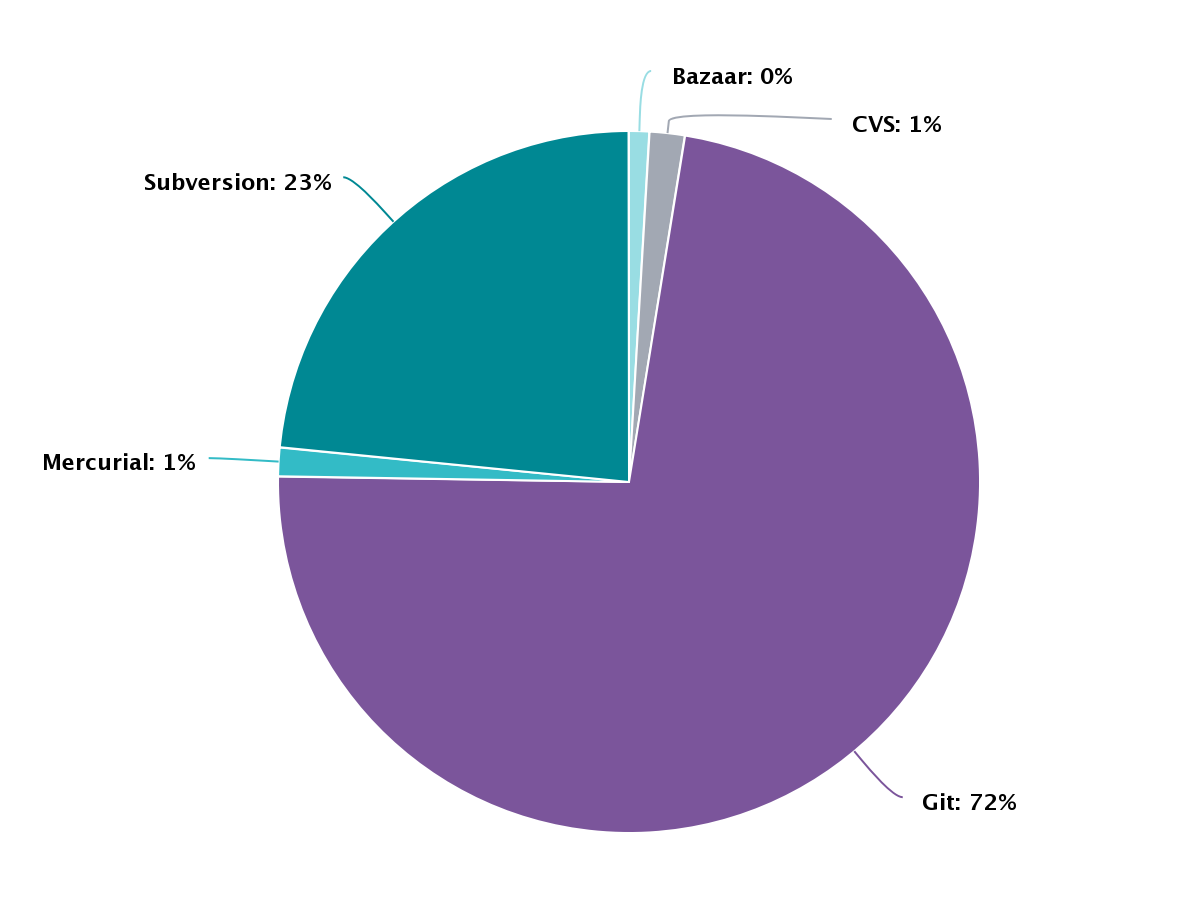 Bazaar: 0%
CVS: 1%
Subversion: 23%
Mercurial: 1%
Git: 72%